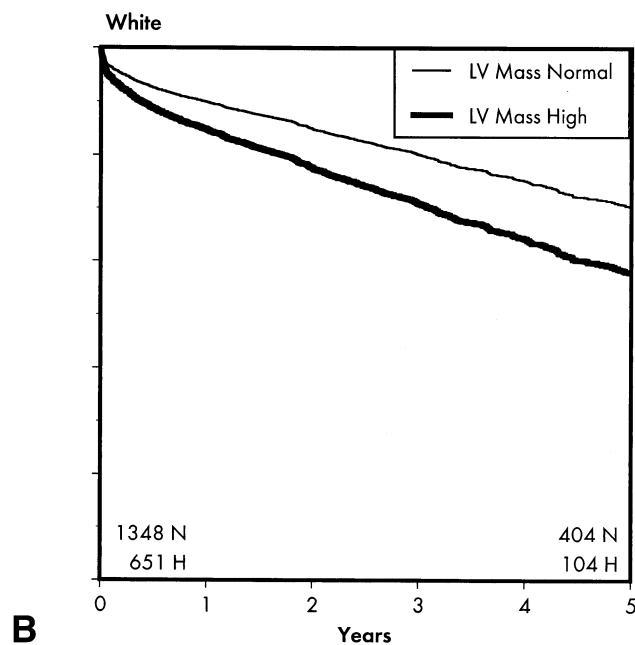 White
LV Mass Normal
LV Mass High
1348 N
404 N
651 H
104 H
0 1 2 3 4 5
B
Years